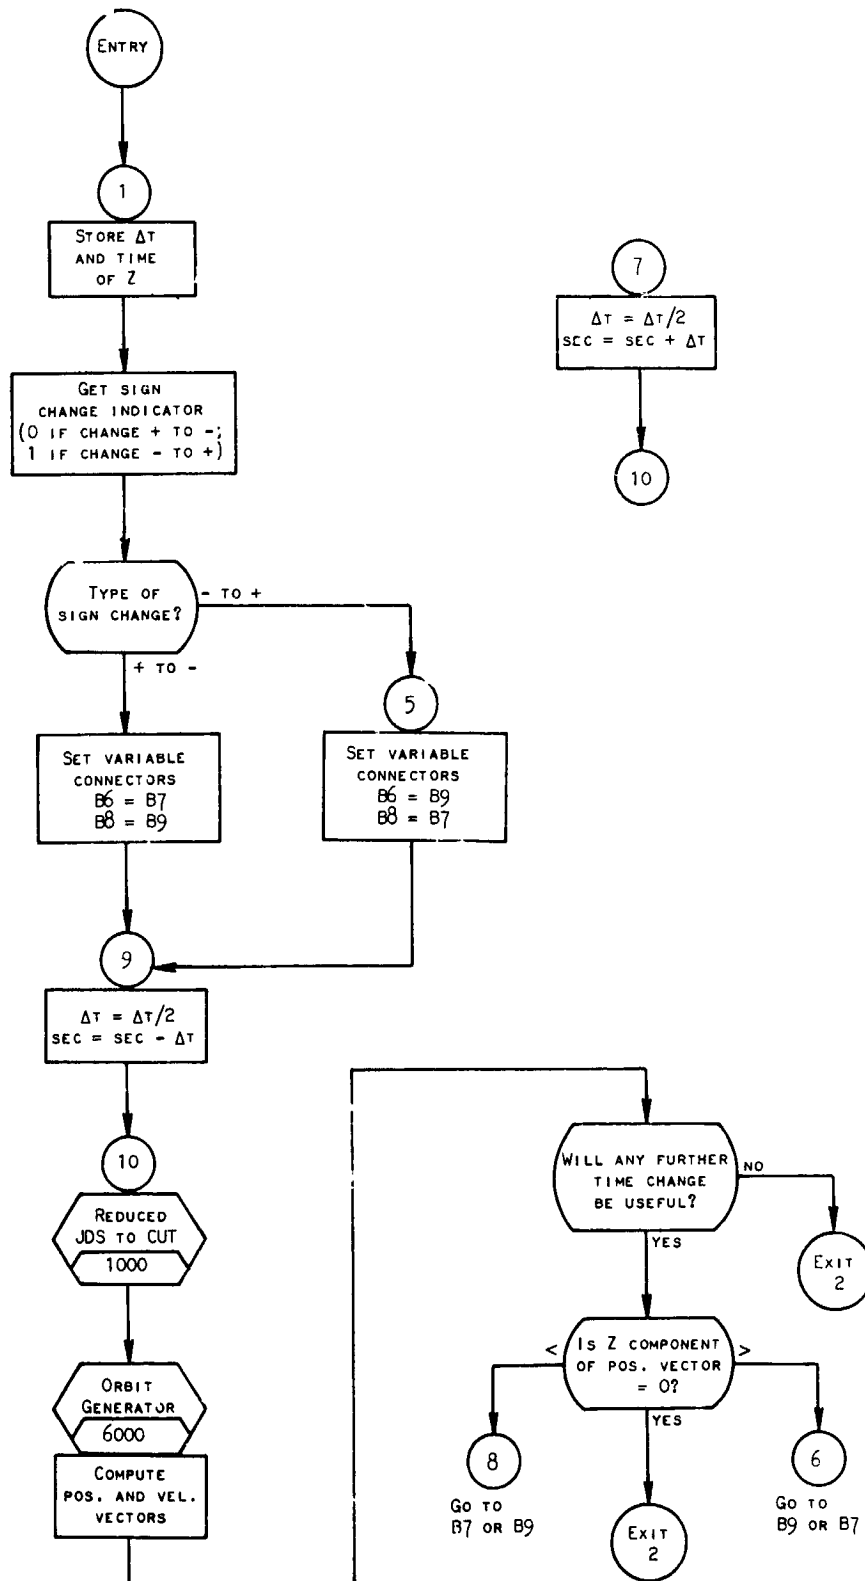 ENTRY
1
STORE ΔT
AND TIME
OF Z
GET SIGN
CHANGE INDICATOR
(0 IF CHANGE + TO -;
1 IF CHANGE - TO +)
TYPE OF
SIGN CHANGE?
- TO +
+ TO -
5
SET VARIABLE
CONNECTORS
B6 = B7
B8 = B9
SET VARIABLE
CONNECTORS
B6 = B9
B8 = B7
9
ΔT = ΔT/2
SEC = SEC - ΔT
10
REDUCED
JDS TO CUT
1000
ORBIT
GENERATOR
6000
COMPUTE
POS. AND VEL.
VECTORS
7
ΔT = ΔT/2
SEC = SEC + ΔT
10
WILL ANY FURTHER
TIME CHANGE
BE USEFUL?
NO
EXIT
2
YES
IS Z COMPONENT
OF POS. VECTOR
= 0?
<
>
YES
8
GO TO
B7 OR B9
EXIT
2
6
GO TO
B9 OR B7